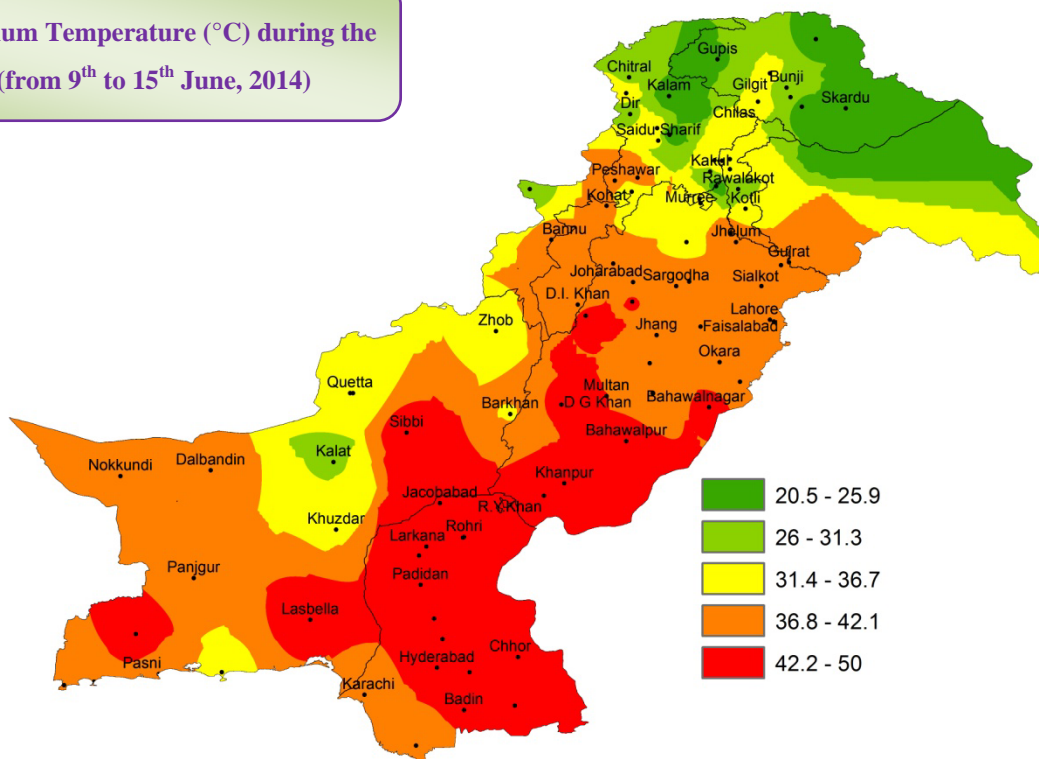 Temperature (°C) during the
(from 9th to 15th June, 2014)
Gupis
Chitral
Kalam
Gilgit
Bunji
Skardu
Dir
Chilas
Saidu Sharif
Kakul
Peshawar
Rawalakot
Kohat
Murree
Kotli
Bannu
Jhelum
Gujrat
Joharabad
Sargodha
Sialkot
D.I. Khan
Lahore
Zhob
Jhang
Faisalabad
Okara
Quetta
Multan
Barkhan
D G Khan
Bahawalnagar
Sibbi
Bahawalpur
Kalat
Nokkundi
Dalbandin
Khanpur
Jacobabad
R.Y.Khan
Khuzdar
Rohri
Larkana
Panjgur
Padidan
Lasbella
Chhor
Pasni
Hyderabad
Karachi
Badin
20.5 - 25.9
26 - 31.3
31.4 - 36.7
36.8 - 42.1
42.2 - 50